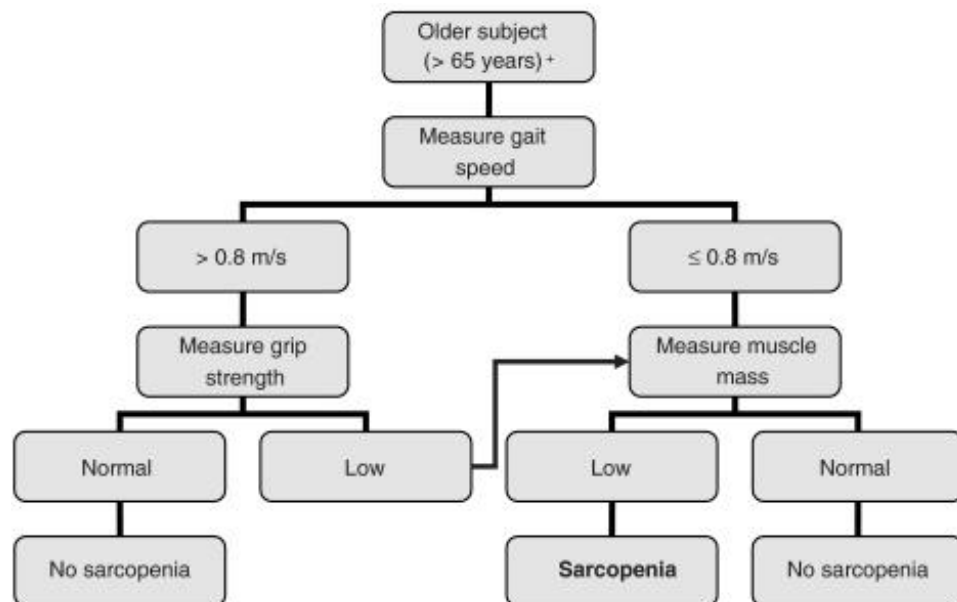 Older subject
(> 65 years) +
Measure gait
speed
> 0.8 m/s
≤ 0.8 m/s
Measure grip
strength
Measure muscle
mass
Normal
Low
Low
Normal
No sarcopenia
Sarcopenia
No sarcopenia